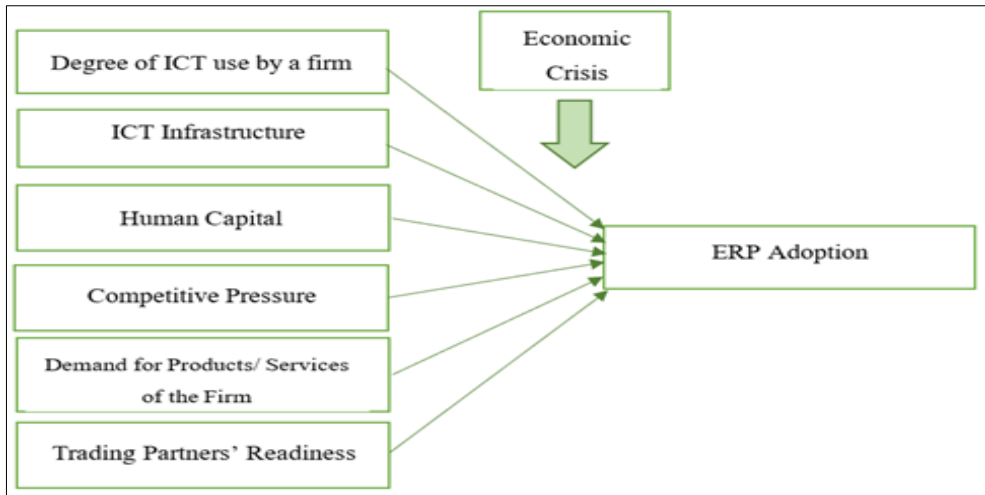 Degree of ICT use by a firm
ICT Infrastructure
Human Capital
Competitive Pressure
Demand for Products/ Services
of the Firm
Trading Partners’ Readiness
Economic
Crisis
ERP Adoption